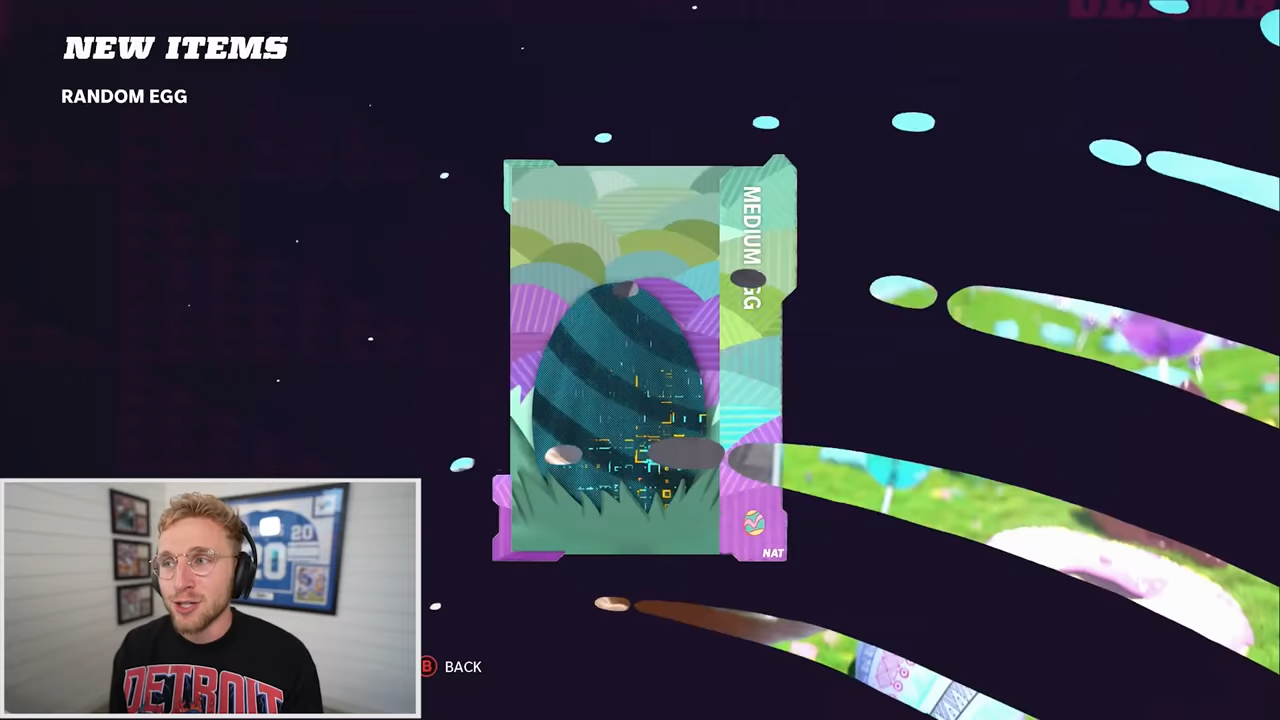 NEW ITEMS
RANDOM EGG
MEDIUM
NAT
20
DETROIT
B BACK